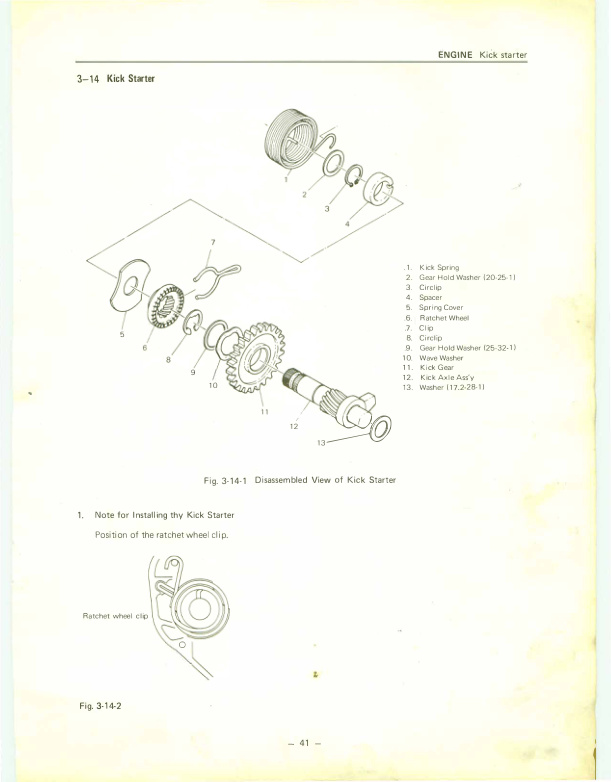 ENGINE Kick starter
3-14 Kick Starter
1
2
3
4
7
5
6
8
9
10
11
12
13
1. Kick Spring
2. Gear Hold Washer (20-25-1)
3. Circlip
4. Spacer
5. Spring Cover
6. Ratchet Wheel
7. Clip
8. Circlip
9. Gear Hold Washer (25-32-1)
10. Wave Washer
11. Kick Gear
12. Kick Axle Ass'y
13. Washer (17.2-28-1)
Fig. 3-14-1 Disassembled View of Kick Starter
1. Note for Installing thy Kick Starter
Position of the ratchet wheel clip.
Ratchet wheel clip
Fig. 3-14-2
- 41 -